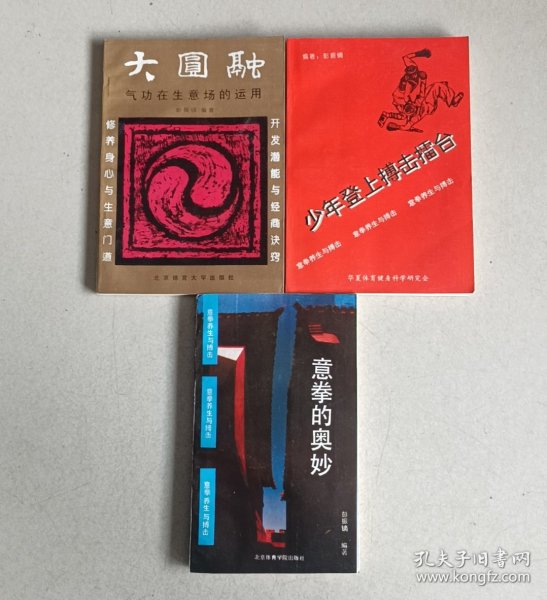 大圓融
气功在生意场的运用
彭振镝 编著
修养身心与生意门道
开发潜能与经商诀窍
北京体育大学出版社
编著：彭振镝
少年登上搏击擂台
意拳养生与搏击
意拳养生与搏击
意拳养生与搏击
华夏体育健身科学研究会
意拳养生与搏击
意拳养生与搏击
意拳养生与搏击
意拳的奥妙
彭振镝 编著
北京体育学院出版社
孔夫子旧书网